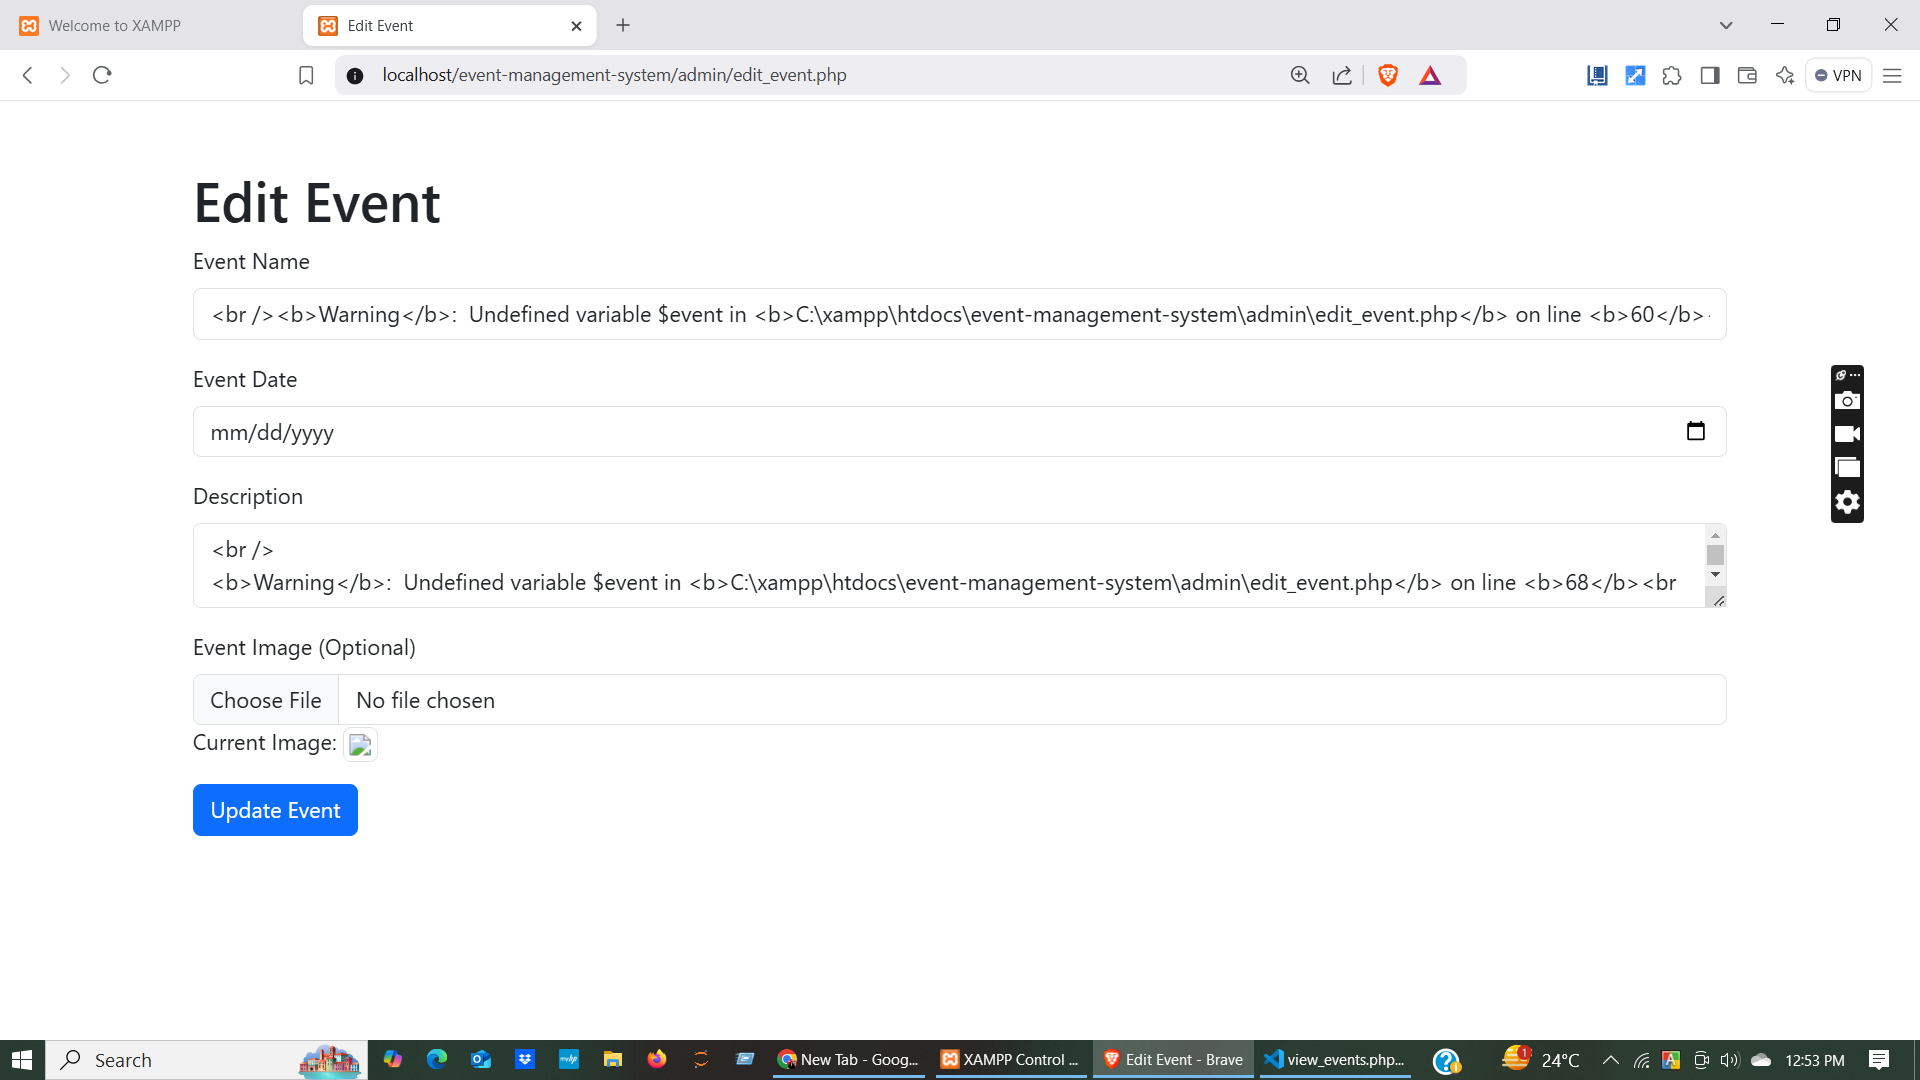 Welcome to XAMPP
Edit Event
localhost/event-management-system/admin/edit_event.php
VPN
Edit Event
Event Name
<br /><b>Warning</b>:  Undefined variable $event in <b>C:\xampp\htdocs\event-management-system\admin\edit_event.php</b> on line <b>60</b>
Event Date
mm/dd/yyyy
Description
<br />
<b>Warning</b>:  Undefined variable $event in <b>C:\xampp\htdocs\event-management-system\admin\edit_event.php</b> on line <b>68</b><br
Event Image (Optional)
Choose File No file chosen
Current Image:
Update Event
Search
New Tab - Goog...
XAMPP Control ...
Edit Event - Brave
view_events.php...
1
24°C
12:53 PM